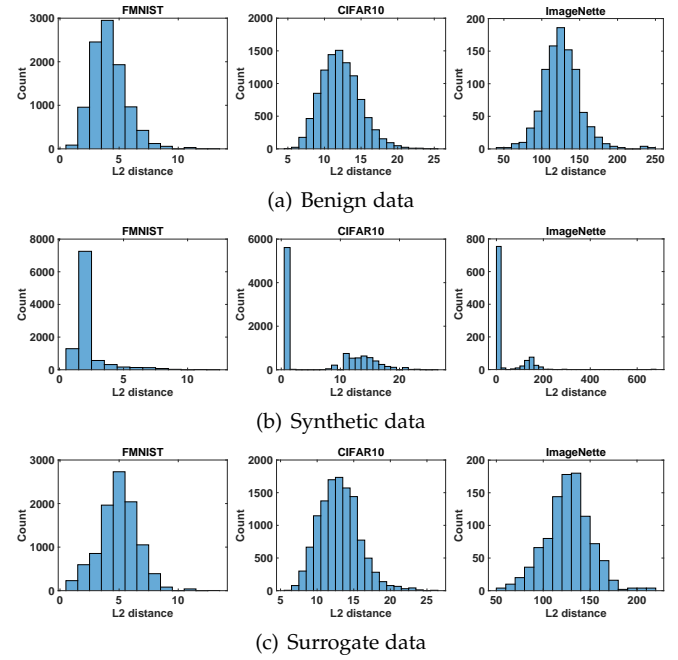 FMNIST CIFAR10 ImageNette
3000 2000 200
2000 1500 150
1000 1000 100
500 50
0 0 0
0 5 10 5 10 15 20 25 50 100 150 200 250
Count Count Count
L2 distance L2 distance L2 distance
(a) Benign data
FMNIST CIFAR10 ImageNette
8000 6000 800
6000 4000 600
4000 2000 400
2000 200
0 0 0
0 5 10 0 10 20 0 200 400 600
Count Count Count
L2 distance L2 distance L2 distance
(b) Synthetic data
FMNIST CIFAR10 ImageNette
3000 2000 200
2000 1500 150
1000 1000 100
500 50
0 0 0
0 5 10 5 10 15 20 25 50 100 150 200
Count Count Count
L2 distance L2 distance L2 distance
(c) Surrogate data